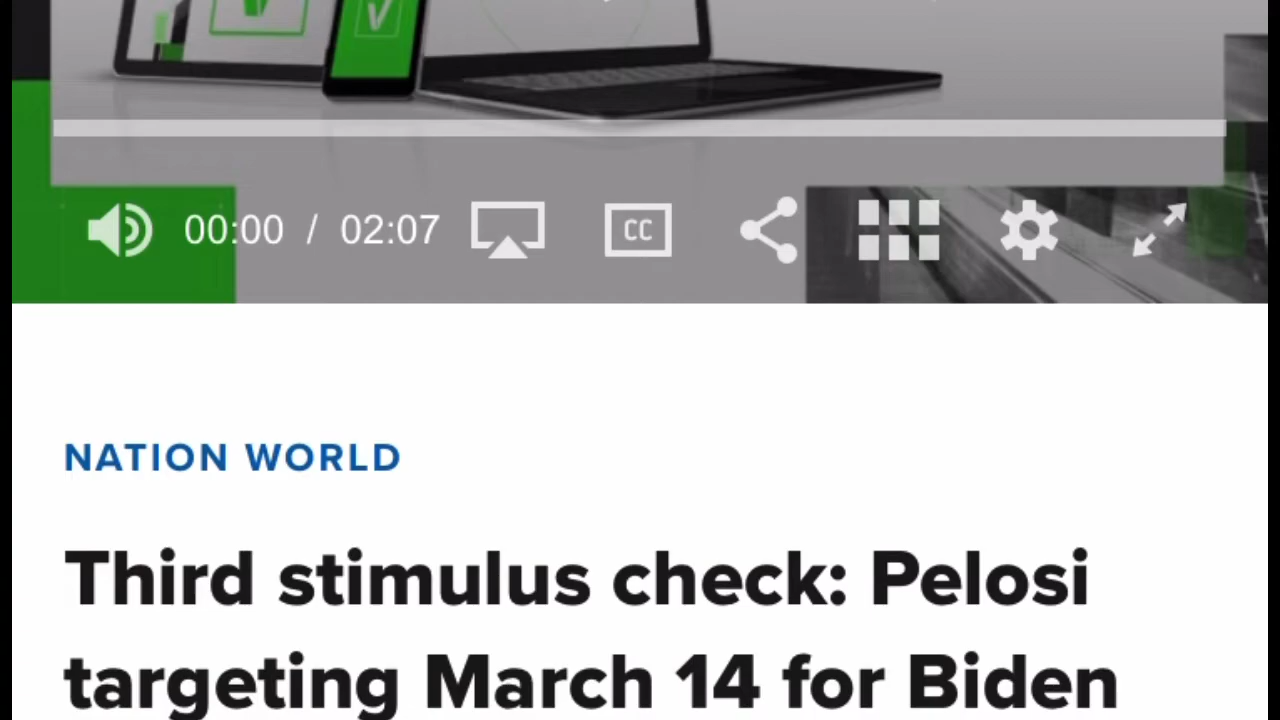 00:00 / 02:07
CC
NATION WORLD
Third stimulus check: Pelosi
targeting March 14 for Biden